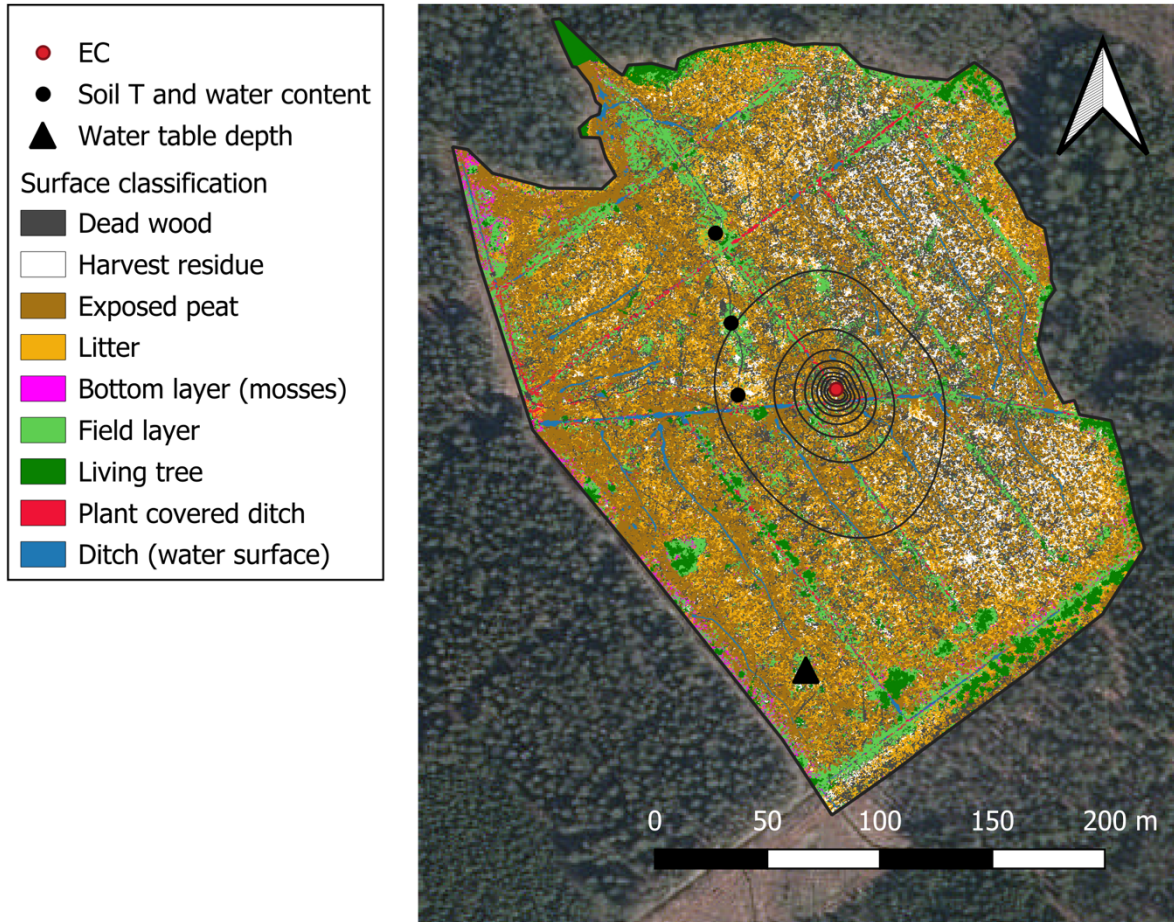 EC
Soil T and water content
Water table depth
Surface classification
Dead wood
Harvest residue
Exposed peat
Litter
Bottom layer (mosses)
Field layer
Living tree
Plant covered ditch
Ditch (water surface)
0 50 100 150 200 m